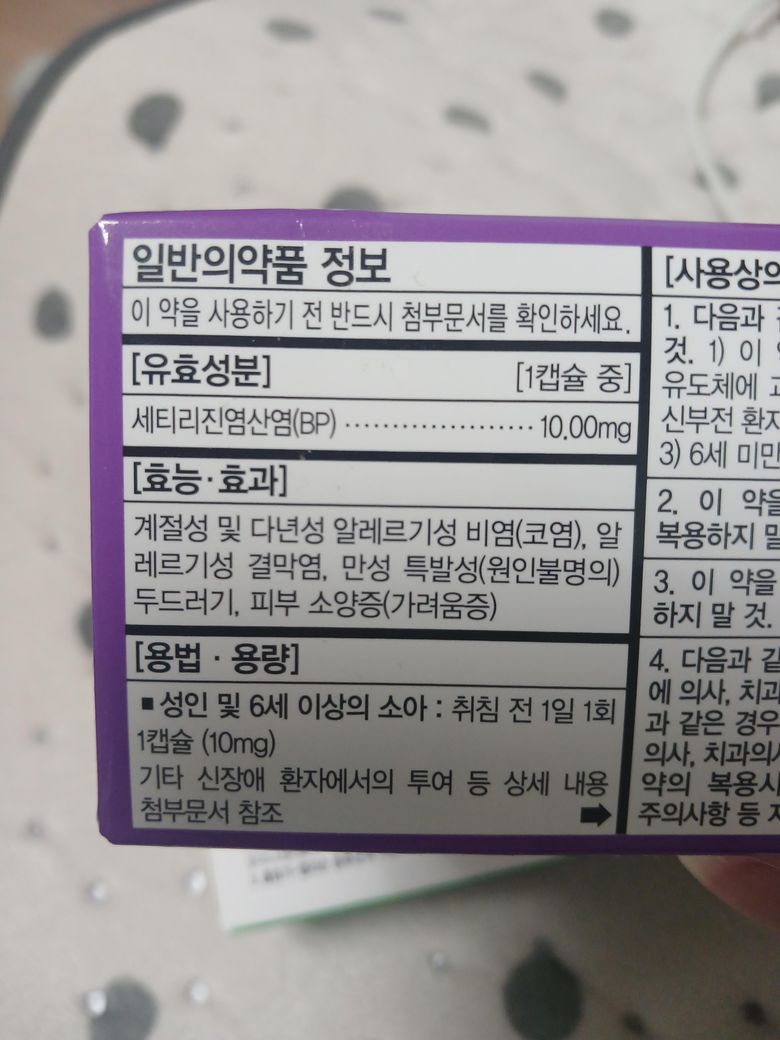 일반의약품 정보
이 약을 사용하기 전 반드시 첨부문서를 확인하세요.
[유효성분] [1캡슐 중]
세티리진염산염(BP) ···················· 10.00mg
[효능·효과]
계절성 및 다년성 알레르기성 비염(코염), 알
레르기성 결막염, 만성 특발성(원인불명의)
두드러기, 피부 소양증(가려움증)
[용법·용량]
■ 성인 및 6세 이상의 소아 : 취침 전 1일 1회
1캡슐 (10mg)
기타 신장애 환자에서의 투여 등 상세 내용
첨부문서 참조
[사용상의
1. 다음과
것. 1) 이
유도체에
신부전 환자
3) 6세 미만
2. 이 약을
복용하지 말
3. 이 약을
하지 말 것.
4. 다음과 같
에 의사, 치과
과 같은 경우
의사, 치과의사
약의 복용시
주의사항 등